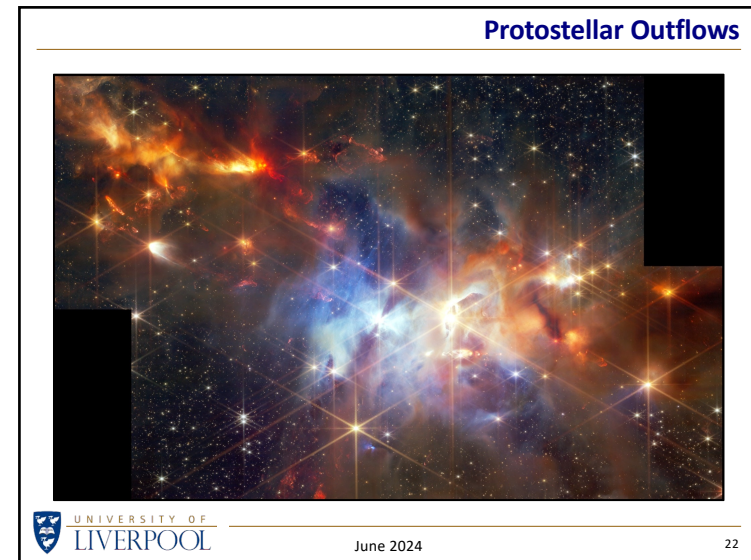 Protostellar Outflows
UNIVERSITY OF
LIVERPOOL
June 2024
22